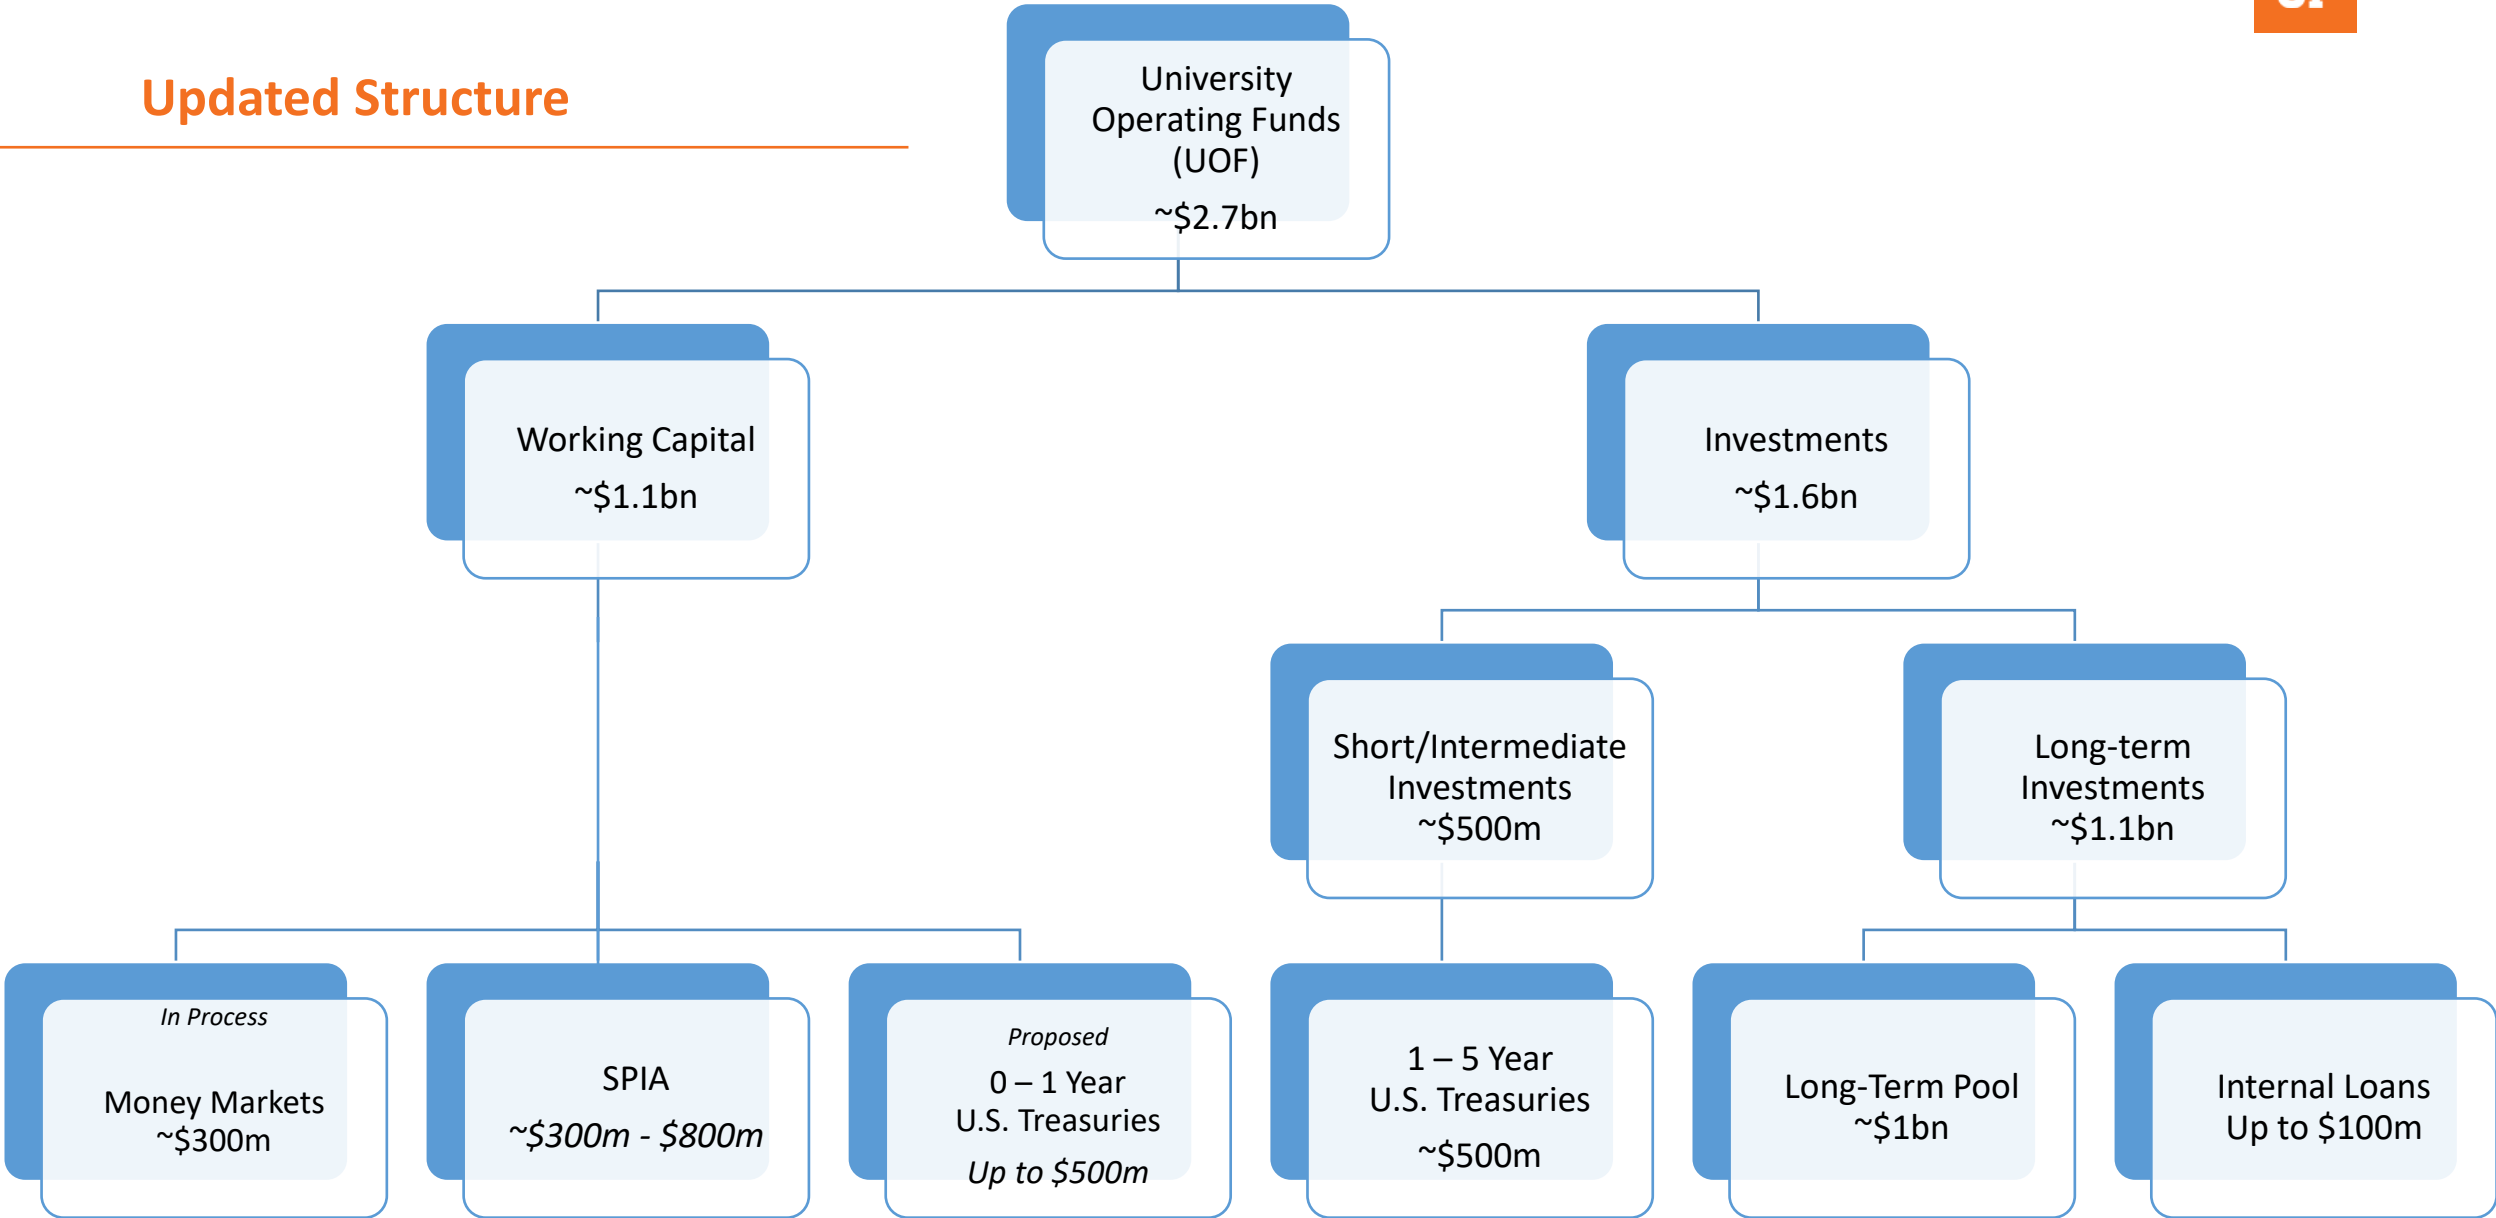 Updated Structure
University
Operating Funds
(UOF)
~$2.7bn
Working Capital
~$1.1bn
Investments
~$1.6bn
Short/Intermediate
Investments
~$500m
Long-term
Investments
~$1.1bn
In Process
Money Markets
~$300m
SPIA
~$300m - $800m
Proposed
0 – 1 Year
U.S. Treasuries
Up to $500m
1 – 5 Year
U.S. Treasuries
~$500m
Long-Term Pool
~$1bn
Internal Loans
Up to $100m